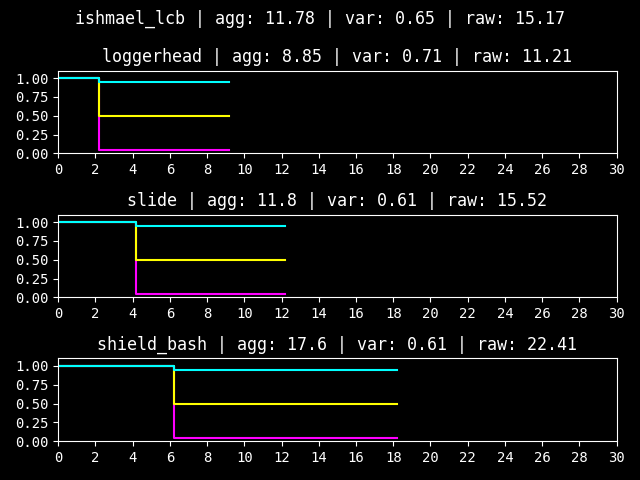 ishmael_lcb | agg: 11.78 | var: 0.65 | raw: 15.17
loggerhead | agg: 8.85 | var: 0.71 | raw: 11.21
1.00
0.75
0.50
0.25
0.00
0 2 4 6 8 10 12 14 16 18 20 22 24 26 28 30
slide | agg: 11.8 | var: 0.61 | raw: 15.52
1.00
0.75
0.50
0.25
0.00
0 2 4 6 8 10 12 14 16 18 20 22 24 26 28 30
shield_bash | agg: 17.6 | var: 0.61 | raw: 22.41
1.00
0.75
0.50
0.25
0.00
0 2 4 6 8 10 12 14 16 18 20 22 24 26 28 30